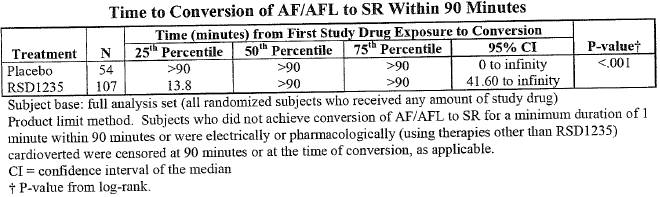 Time to Conversion of AF/AFL to SR Within 90 Minutes
Time (minutes) from First Study Drug Exposure to Conversion
Treatment N 25th Percentile 50th Percentile 75th Percentile 95% CI P-value†
Placebo 54 >90 >90 >90 0 to infinity <.001
RSD1235 107 13.8 >90 >90 41.60 to infinity
Subject base: full analysis set (all randomized subjects who received any amount of study drug)
Product limit method. Subjects who did not achieve conversion of AF/AFL to SR for a minimum duration of 1
minute within 90 minutes or were electrically or pharmacologically (using therapies other than RSD1235)
cardioverted were censored at 90 minutes or at the time of conversion, as applicable.
CI = confidence interval of the median
† P-value from log-rank.